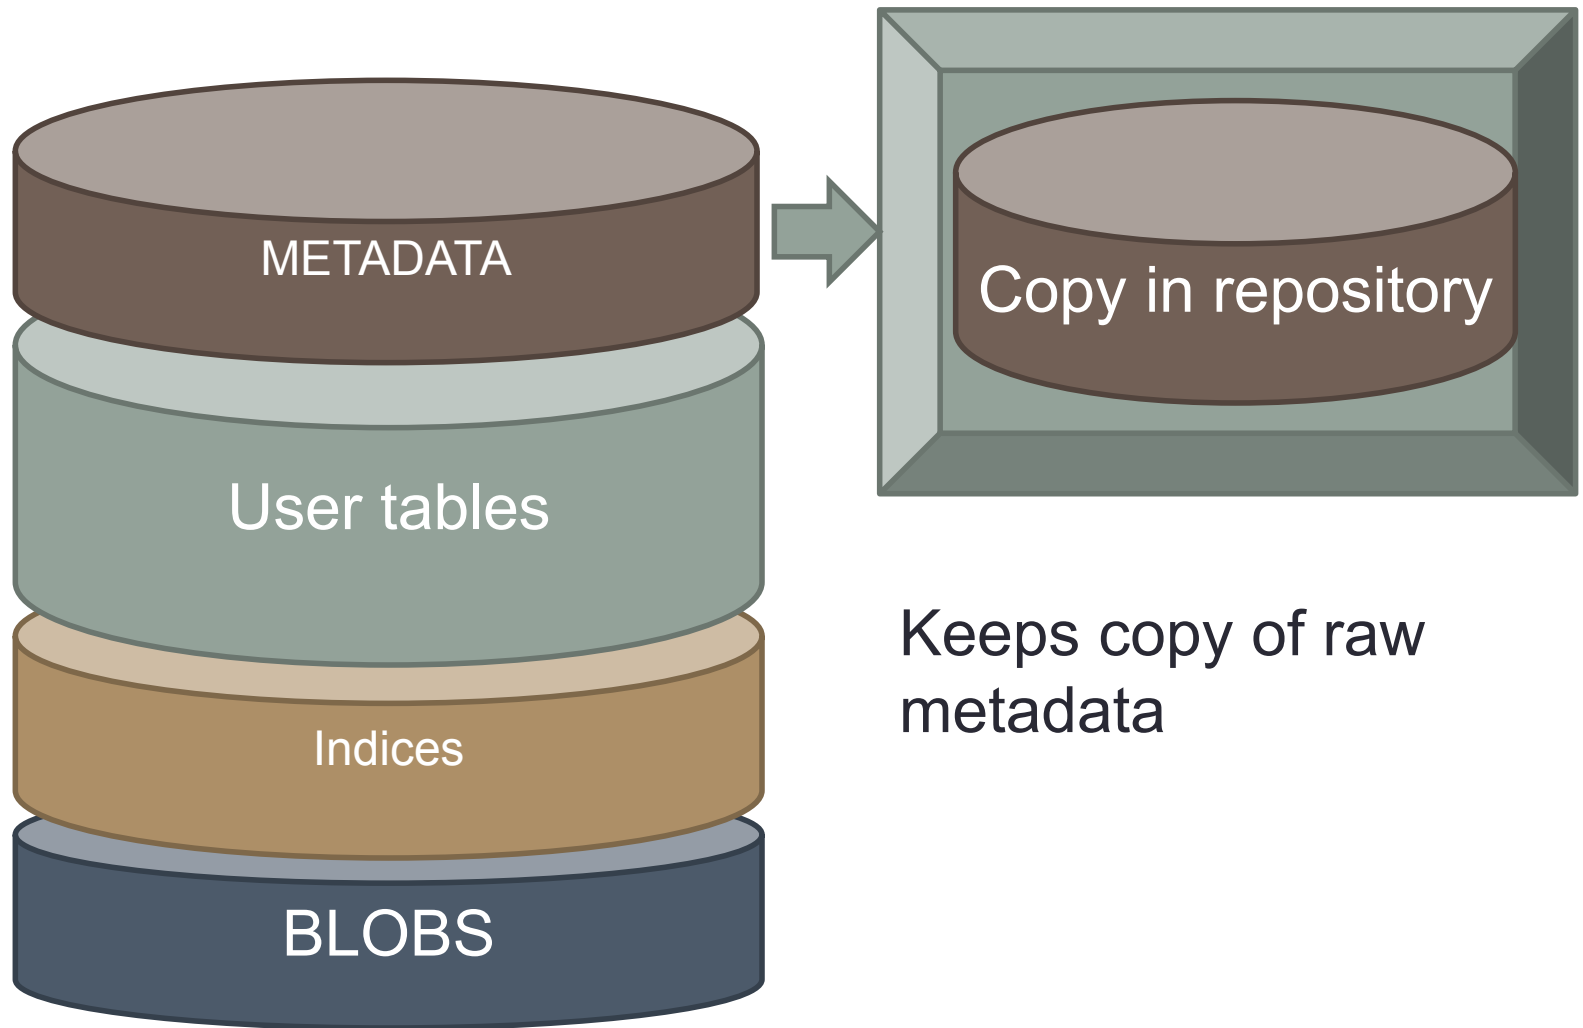 METADATA
Copy in repository
User tables
Keeps copy of raw
metadata
Indices
BLOBS